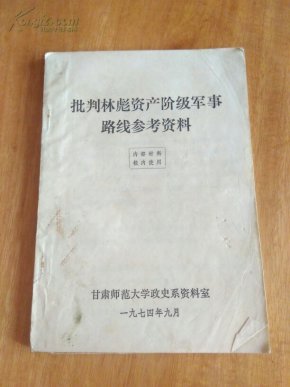 批判林彪资产阶级军事
路线参考资料
内部材料
校内使用
甘肃师范大学政史系资料室
一九七四年九月